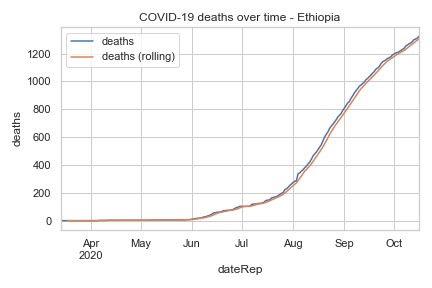 COVID-19 deaths over time - Ethiopia
deaths
deaths (rolling)
1200
1000
800
600
400
200
0
deaths
Apr May Jun Jul Aug Sep Oct
2020
dateRep